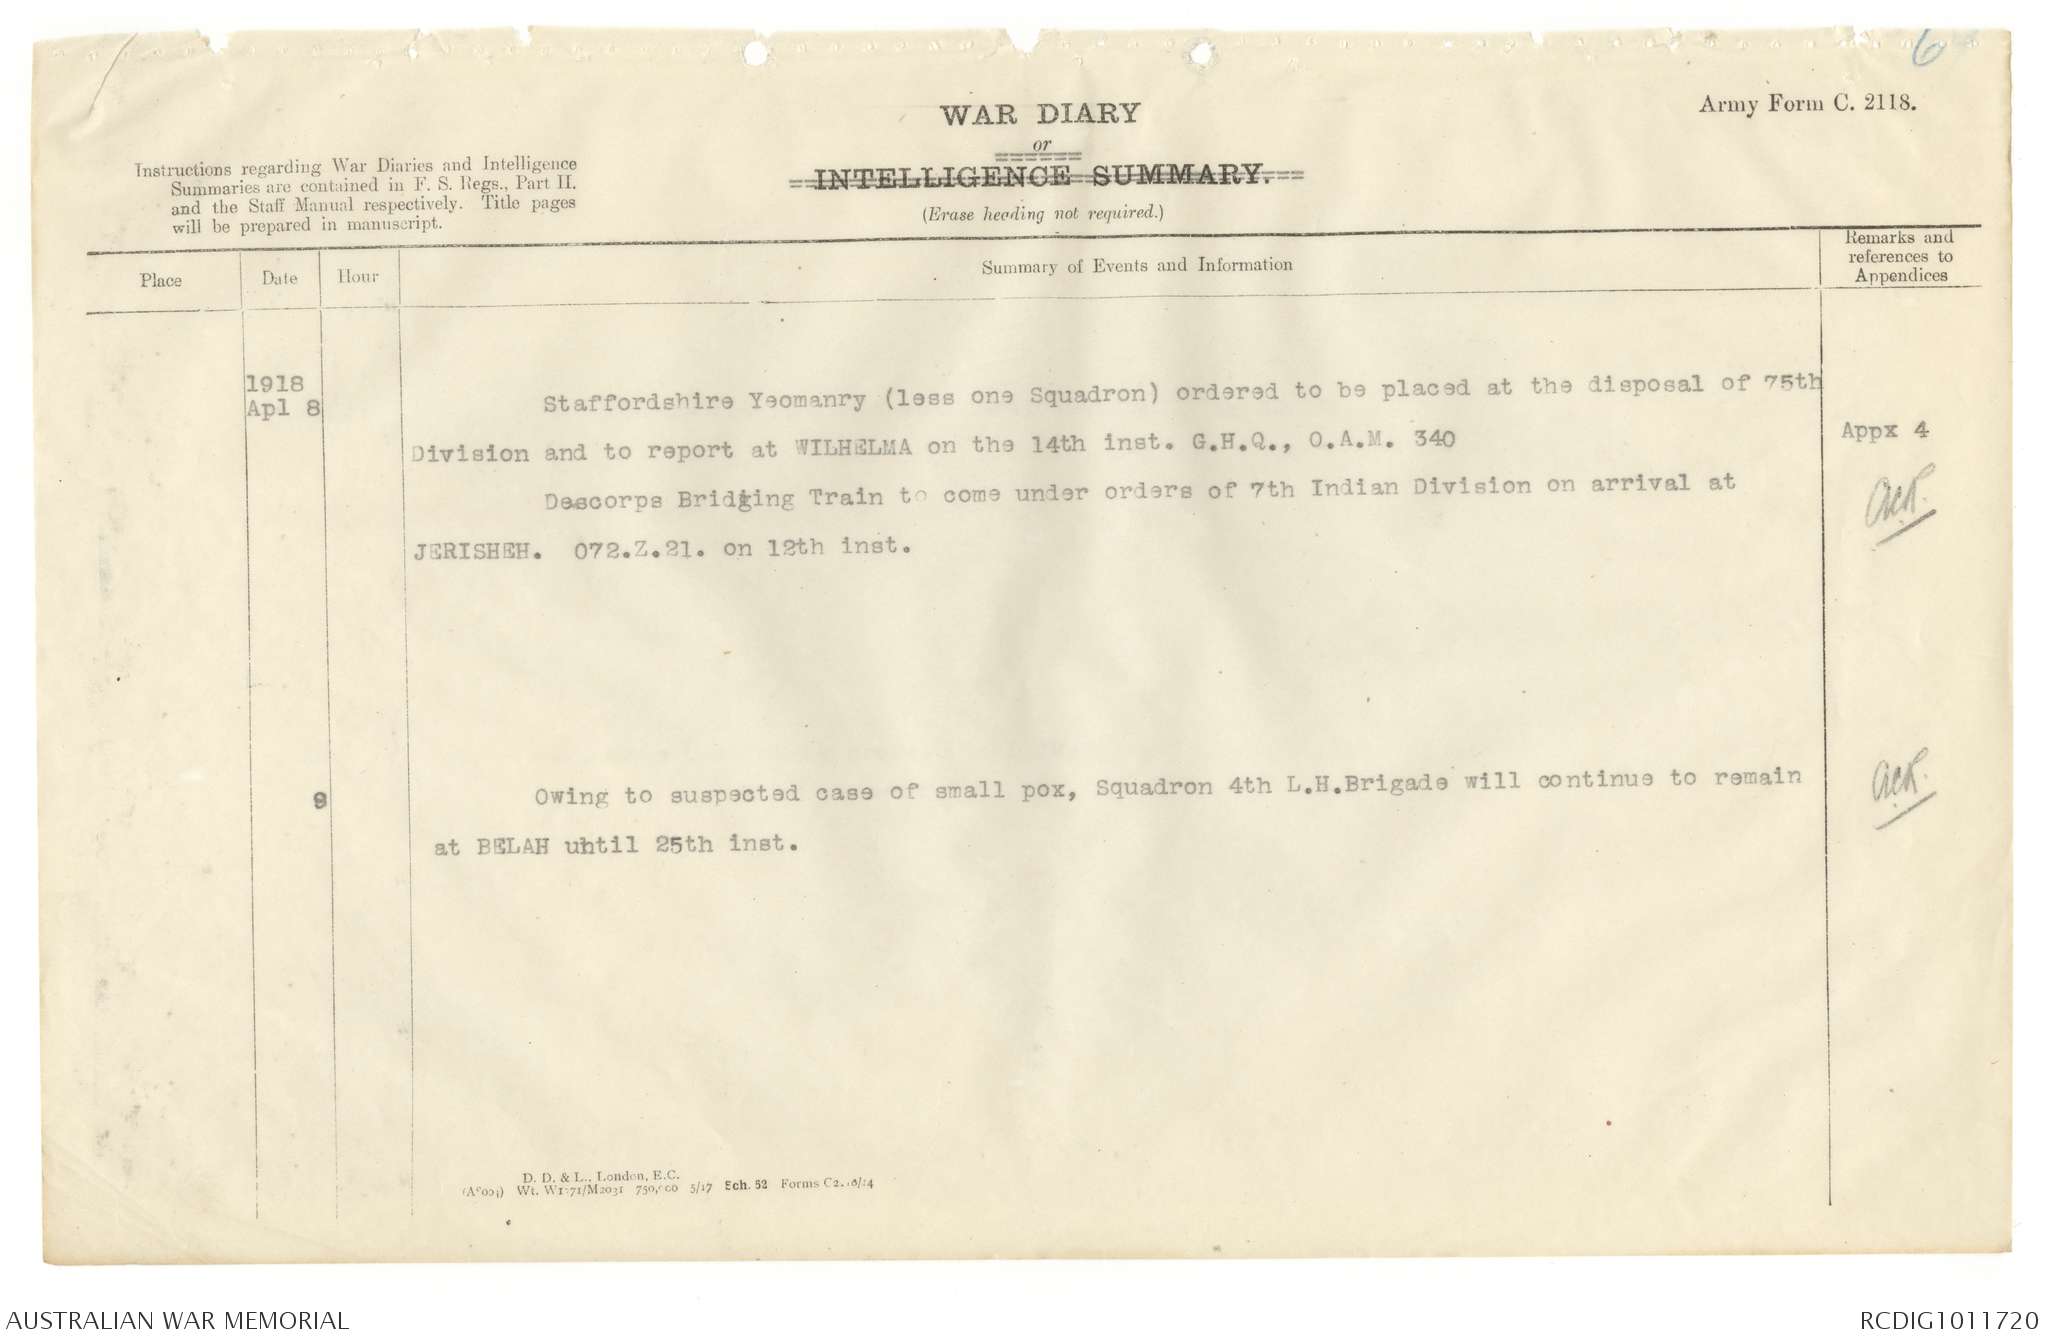 6
Army Form C. 2118.
WAR DIARY
or
INTELLIGENCE SUMMARY.
(Erase heading not required.)
Instructions regarding War Diaries and Intelligence
Summaries are contained in F. S. Regs., Part II.
and the Staff Manual respectively. Title pages
will be prepared in manuscript.
Place
Date
Hour
Summary of Events and Information
Remarks and
references to
Appendices
1918
Apl 8
Staffordshire Yeomanry (less one Squadron) ordered to be placed at the disposal of 75th
Division and to report at WILHELMA on the 14th inst. G.H.Q., O.A.M. 340
Appx 4
Descorps Bridging Train to come under orders of 7th Indian Division on arrival at
JERISHEH. 072.Z.21. on 12th inst.
9
Owing to suspected case of small pox, Squadron 4th L.H.Brigade will continue to remain
at BELAH until 25th inst.
D. D. & L., London, E.C.
Sch. 52 Forms
AUSTRALIAN WAR MEMORIAL
RCDIG1011720